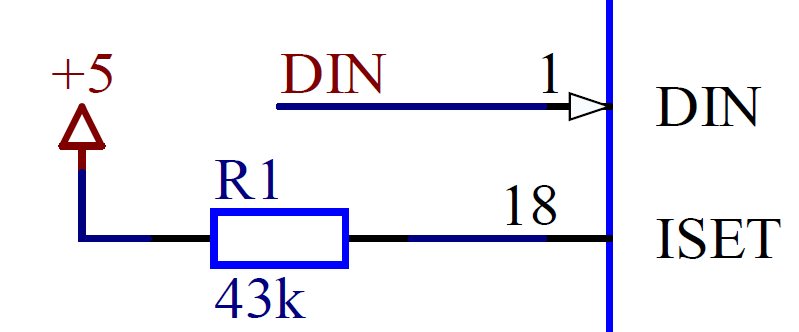 +5
DIN
1
DIN
R1
18
ISET
43k